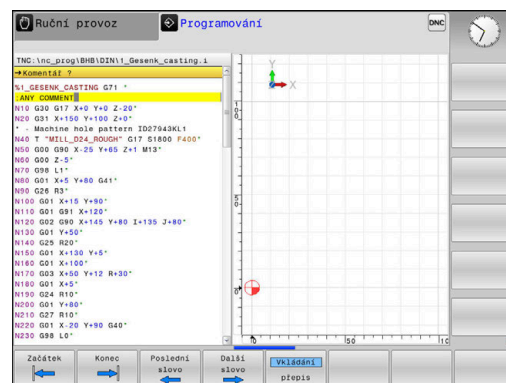 Ruční provoz
Programování
DNC
TNC:\nc_prog\BHB\DIN\1_Gesenk_casting.i
→Komentář ?
%1_GESENK_CASTING G71 *
;ANY COMMENT
N10 G30 G17 X+0 Y+0 Z-20*
N20 G31 X+150 Y+100 Z+0*
* - Machine hole pattern ID27943KL1
N40 T "MILL_D24_ROUGH" G17 S1800 F400*
N50 G00 G90 X-25 Y+65 Z+1 M13*
N60 G00 Z-5*
N70 G98 L1*
N80 G01 X+5 Y+80 G41*
N90 G26 R3*
N100 G01 X+15 Y+90*
N110 G01 G91 X+120*
N120 G02 G90 X+145 Y+80 I+135 J+80*
N130 G01 Y+50*
N140 G25 R20*
N150 G01 X+130 Y+5*
N160 G01 X+100*
N170 G03 X+50 Y+12 R+30*
N180 G01 X+5*
N190 G24 R10*
N200 G01 Y+80*
N210 G27 R10*
N220 G01 X-20 Y+90 G40*
N230 G98 L0*
Y
X
100
50
0
0
50
Začátek
Konec
Poslední slovo
Další slovo
Vkládání
přepis